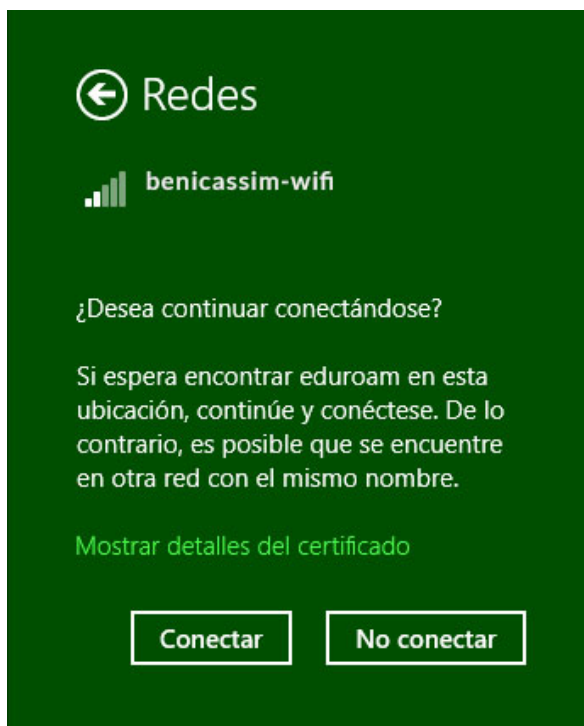 Redes
benicassim-wifi
¿Desea continuar conectándose?
Si espera encontrar eduroam en esta
ubicación, continúe y conéctese. De lo
contrario, es posible que se encuentre
en otra red con el mismo nombre.
Mostrar detalles del certificado
Conectar No conectar